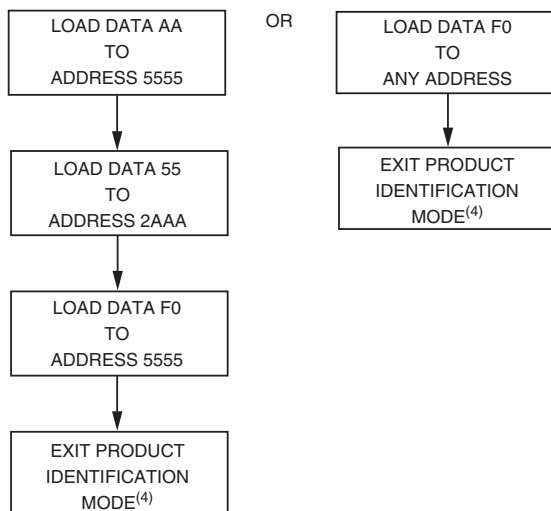 LOAD DATA AA
TO
ADDRESS 5555
LOAD DATA 55
TO
ADDRESS 2AAA
LOAD DATA F0
TO
ADDRESS 5555
EXIT PRODUCT
IDENTIFICATION
MODE(4)
OR
LOAD DATA F0
TO
ANY ADDRESS
EXIT PRODUCT
IDENTIFICATION
MODE(4)